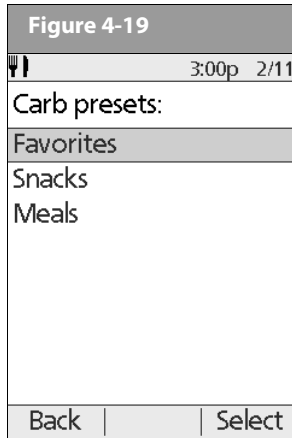 Figure 4-19
3:00p 2/11
Carb presets:
Favorites
Snacks
Meals
Back | | Select